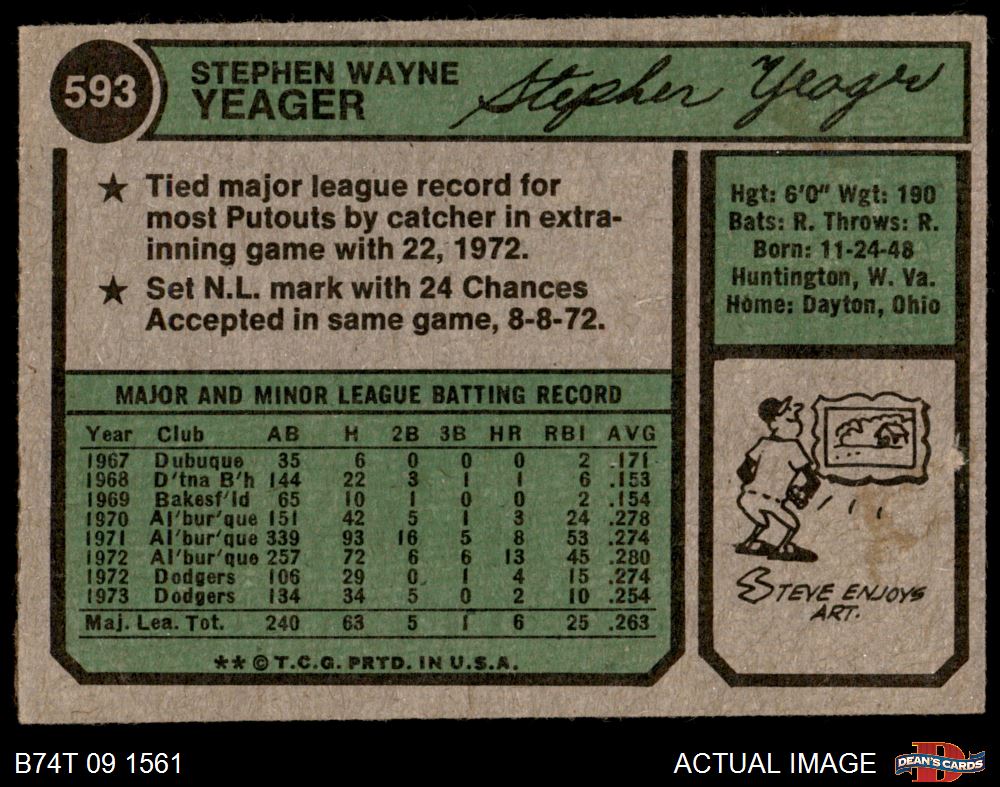 593
STEPHEN WAYNE
YEAGER
Stephen Yeager
★ Tied major league record for
most Putouts by catcher in extra-
inning game with 22, 1972.
★ Set N.L. mark with 24 Chances
Accepted in same game, 8-8-72.
Hgt: 6'0" Wgt: 190
Bats: R. Throws: R.
Born: 11-24-48
Huntington, W. Va.
Home: Dayton, Ohio
MAJOR AND MINOR LEAGUE BATTING RECORD
Year Club AB H 2B 3B HR RBI AVG
1967 Dubuque 35 6 0 0 0 2 .171
1968 D'tna B'h 144 22 3 1 1 6 .153
1969 Bakesf'ld 65 10 1 0 0 2 .154
1970 Al'bur'que 151 42 5 1 3 24 .278
1971 Al'bur'que 339 93 16 5 8 53 .274
1972 Al'bur'que 257 72 6 6 13 45 .280
1972 Dodgers 106 29 0 1 4 15 .274
1973 Dodgers 134 34 5 0 2 10 .254
Maj. Lea. Tot. 240 63 5 1 6 25 .263
** © T.C.G. PRTD. IN U.S.A.
STEVE ENJOYS
ART.
B74T 09 1561
ACTUAL IMAGE
DEAN'S CARDS